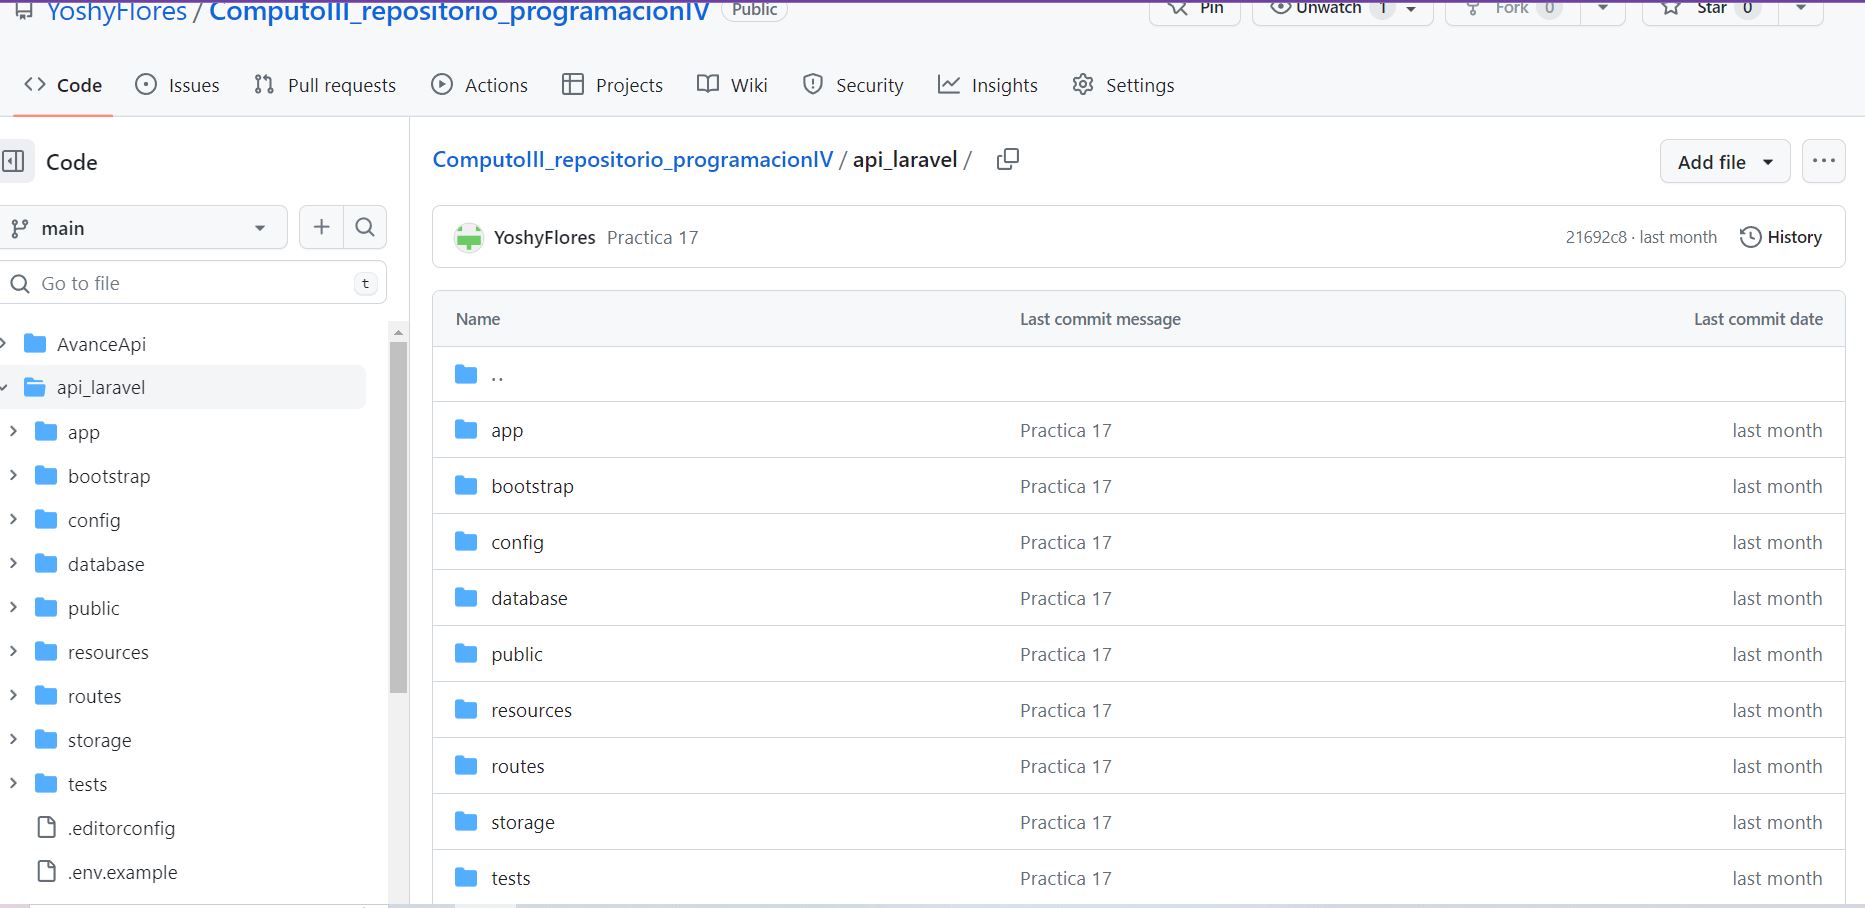 YoshyFlores / ComputoIII_repositorio_programacionIV Public
Pin Unwatch 1 Fork 0 Star 0
Code Issues Pull requests Actions Projects Wiki Security Insights Settings
Code
main
Go to file t
AvanceApi
api_laravel
app
bootstrap
config
database
public
resources
routes
storage
tests
.editorconfig
.env.example
ComputoIII_repositorio_programacionIV / api_laravel /
Add file
YoshyFlores Practica 17 21692c8 · last month History
Name Last commit message Last commit date
..
app Practica 17 last month
bootstrap Practica 17 last month
config Practica 17 last month
database Practica 17 last month
public Practica 17 last month
resources Practica 17 last month
routes Practica 17 last month
storage Practica 17 last month
tests Practica 17 last month